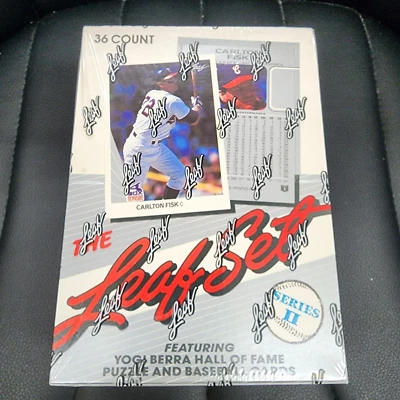 36 COUNT
CARLTON
FISK
Leaf
CARLTON FISK C
THE
Leaf Set
SERIES
II
FEATURING
YOGI BERRA HALL OF FAME
PUZZLE AND BASEBALL CARDS